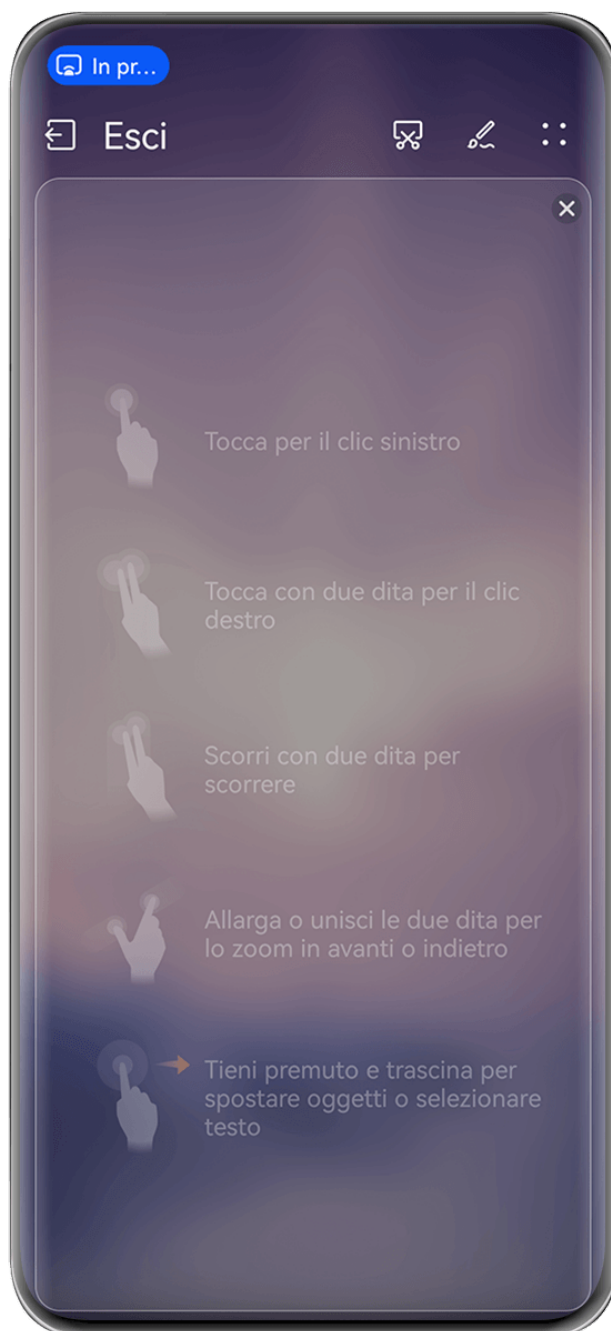 In pr...
Esci
Tocca per il clic sinistro
Tocca con due dita per il clic
destro
Scorri con due dita per
scorrere
Allarga o unisci le due dita per
lo zoom in avanti o indietro
Tieni premuto e trascina per
spostare oggetti o selezionare
testo